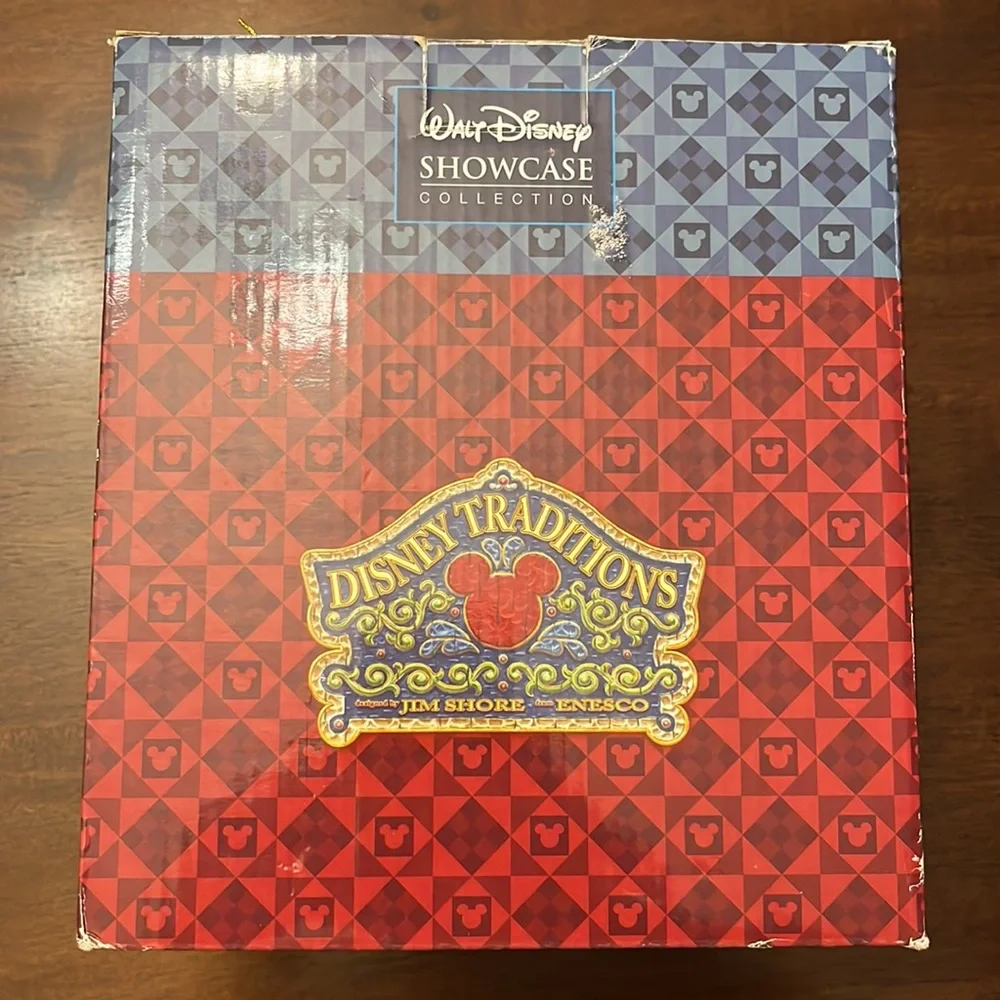 WALT DISNEY
SHOWCASE
COLLECTION
DISNEY TRADITIONS
designed by JIM SHORE from ENESCO